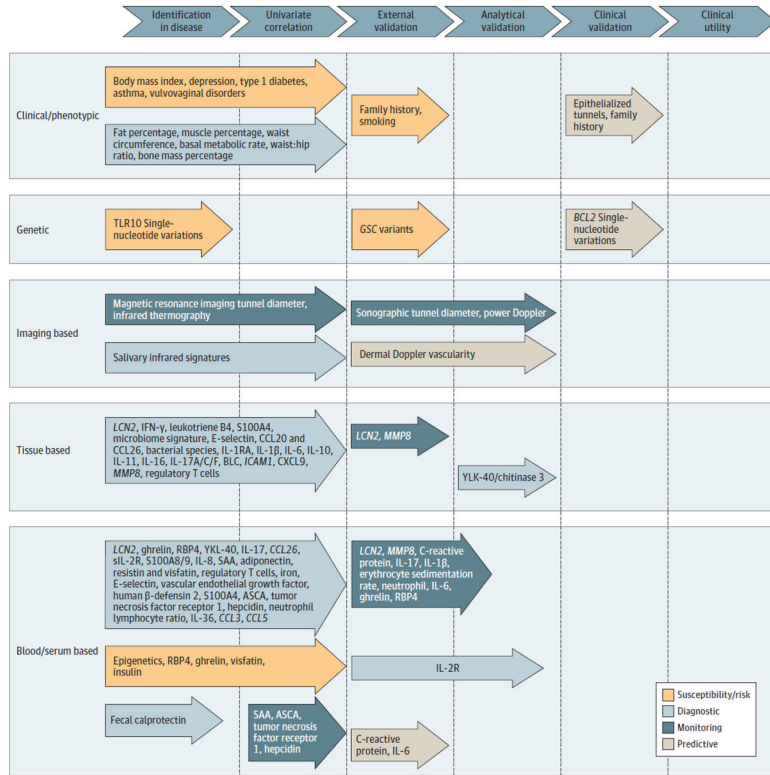 Identification
in disease
Univariate
correlation
External
validation
Analytical
validation
Clinical
validation
Clinical
utility
Clinical/phenotypic
Body mass index, depression, type 1 diabetes,
asthma, vulvovaginal disorders
Fat percentage, muscle percentage, waist
circumference, basal metabolic rate, waist:hip
ratio, bone mass percentage
Family history,
smoking
Epithelialized
tunnels, family
history
Genetic
TLR10 Single-
nucleotide variations
GSC variants
BCL2 Single-
nucleotide
variations
Imaging based
Magnetic resonance imaging tunnel diameter,
infrared thermography
Sonographic tunnel diameter, power Doppler
Salivary infrared signatures
Dermal Doppler vascularity
Tissue based
LCN2, IFN-γ, leukotriene B4, S100A4,
microbiome signature, E-selectin, CCL20 and
CCL26, bacterial species, IL-1RA, IL-1β, IL-6, IL-10,
IL-11, IL-16, IL-17A/C/F, BLC, ICAM1, CXCL9,
MMP8, regulatory T cells
LCN2, MMP8
YLK-40/chitinase 3
Blood/serum based
LCN2, ghrelin, RBP4, YKL-40, IL-17, CCL26,
sIL-2R, S100A8/9, IL-8, SAA, adiponectin,
resistin and visfatin, regulatory T cells, iron,
E-selectin, vascular endothelial growth factor,
human β-defensin 2, S100A4, ASCA, tumor
necrosis factor receptor 1, hepcidin, neutrophil
lymphocyte ratio, IL-36, CCL3, CCL5
LCN2, MMP8, C-reactive
protein, IL-17, IL-1β,
erythrocyte sedimentation
rate, neutrophil, IL-6,
ghrelin, RBP4
Epigenetics, RBP4, ghrelin, visfatin,
insulin
IL-2R
Fecal calprotectin
SAA, ASCA,
tumor necrosis
factor receptor
1, hepcidin
C-reactive
protein, IL-6
Susceptibility/risk
Diagnostic
Monitoring
Predictive